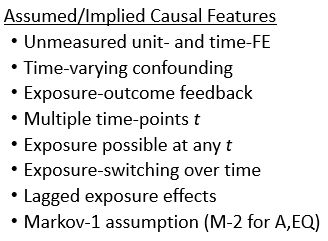 Assumed/Implied Causal Features
• Unmeasured unit- and time-FE
• Time-varying confounding
• Exposure-outcome feedback
• Multiple time-points t
• Exposure possible at any t
• Exposure-switching over time
• Lagged exposure effects
• Markov-1 assumption (M-2 for A,EQ)